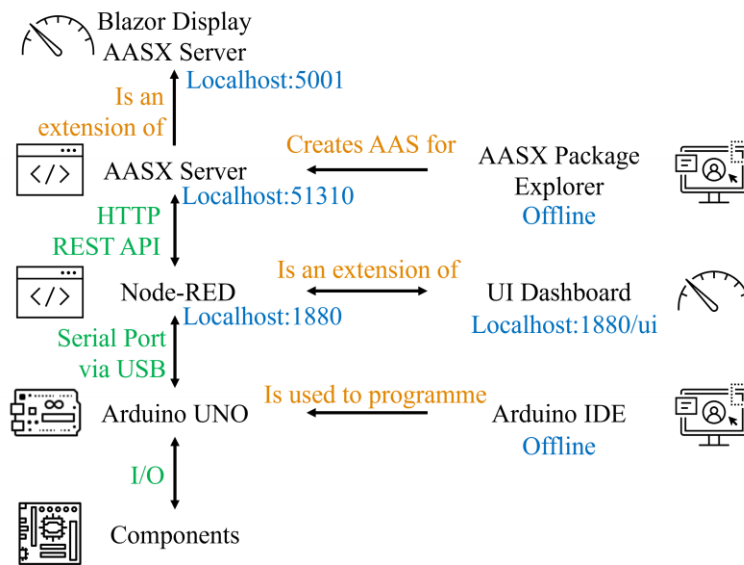 Blazor Display
AASX Server
Localhost:5001
Is an
extension of
Creates AAS for
AASX Server
Localhost:51310
AASX Package
Explorer
Offline
HTTP
REST API
Is an extension of
Node-RED
Localhost:1880
UI Dashboard
Localhost:1880/ui
Serial Port
via USB
Is used to programme
Arduino UNO
Arduino IDE
Offline
I/O
Components